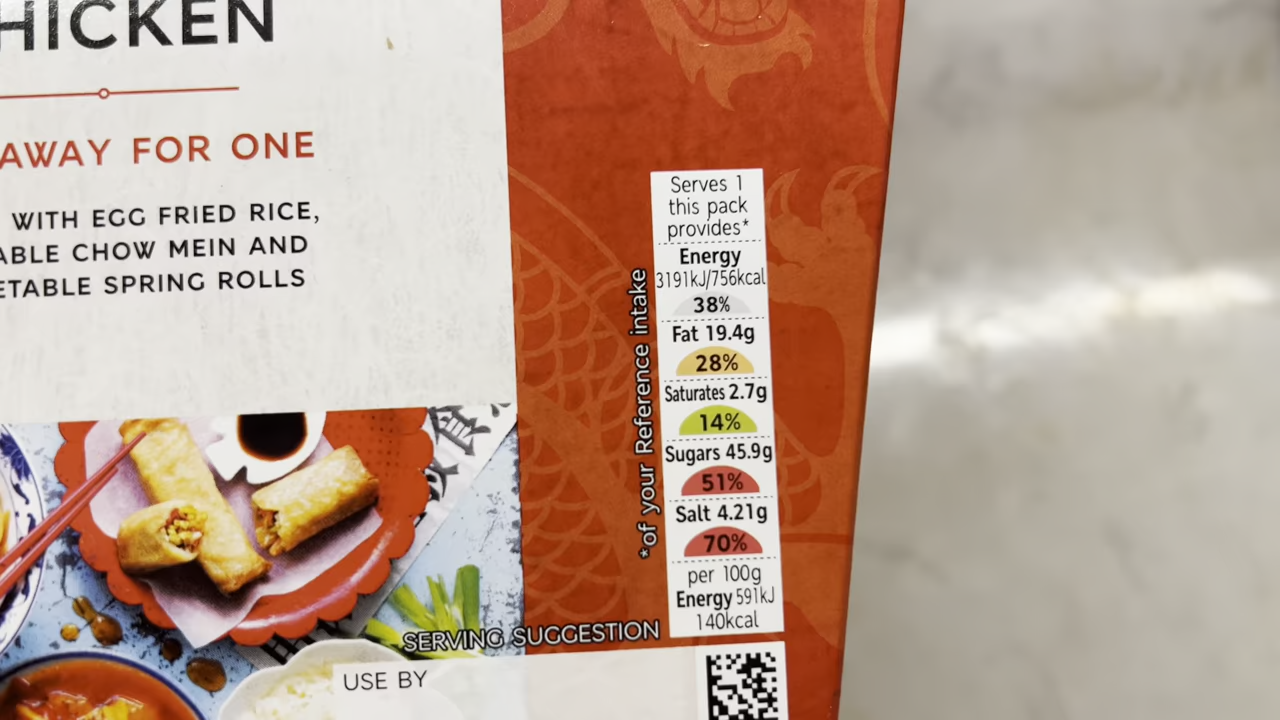 HICKEN
AWAY FOR ONE
WITH EGG FRIED RICE,
ABLE CHOW MEIN AND
ETABLE SPRING ROLLS
Serves 1
this pack
provides*
Energy
3191kJ/756kcal
38%
Fat 19.4g
28%
Saturates 2.7g
14%
Sugars 45.9g
51%
Salt 4.21g
70%
per 100g
Energy 591kJ
140kcal
*of your Reference intake
SERVING SUGGESTION
USE BY